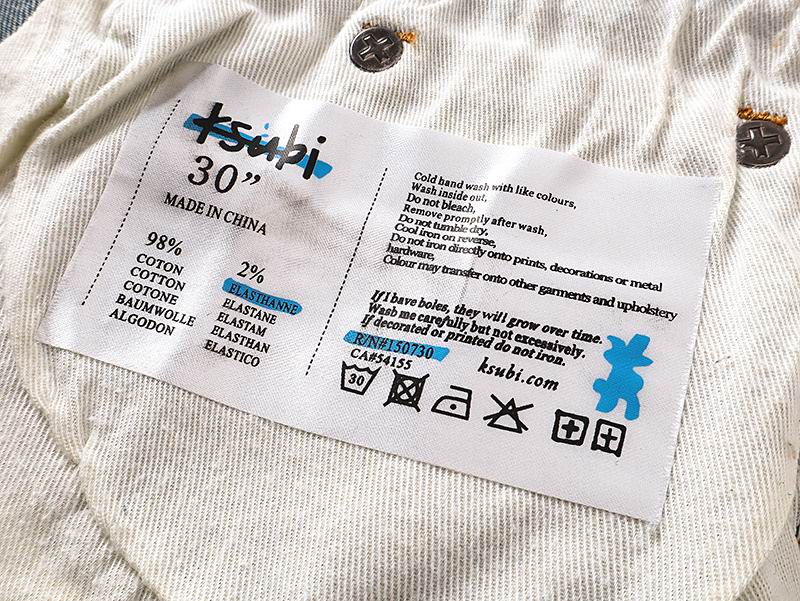 ksubi
30”
MADE IN CHINA
98%
COTON
COTTON
COTONE
BAUMWOLLE
ALGODON
2%
ELASTHANNE
ELASTANE
ELASTAM
ELASTHAN
ELASTICO
Cold hand wash with like colours,
Wash inside out,
Do not bleach,
Remove promptly after wash,
Do not tumble dry,
Cool iron on reverse,
Do not iron directly onto prints, decorations or metal
hardware,
Colour may transfer onto other garments and upholstery
If I have holes, they will grow over time.
Wash me carefully but not excessively.
If decorated or printed do not iron.
R/N#150730
CA#54155
ksubi.com
30